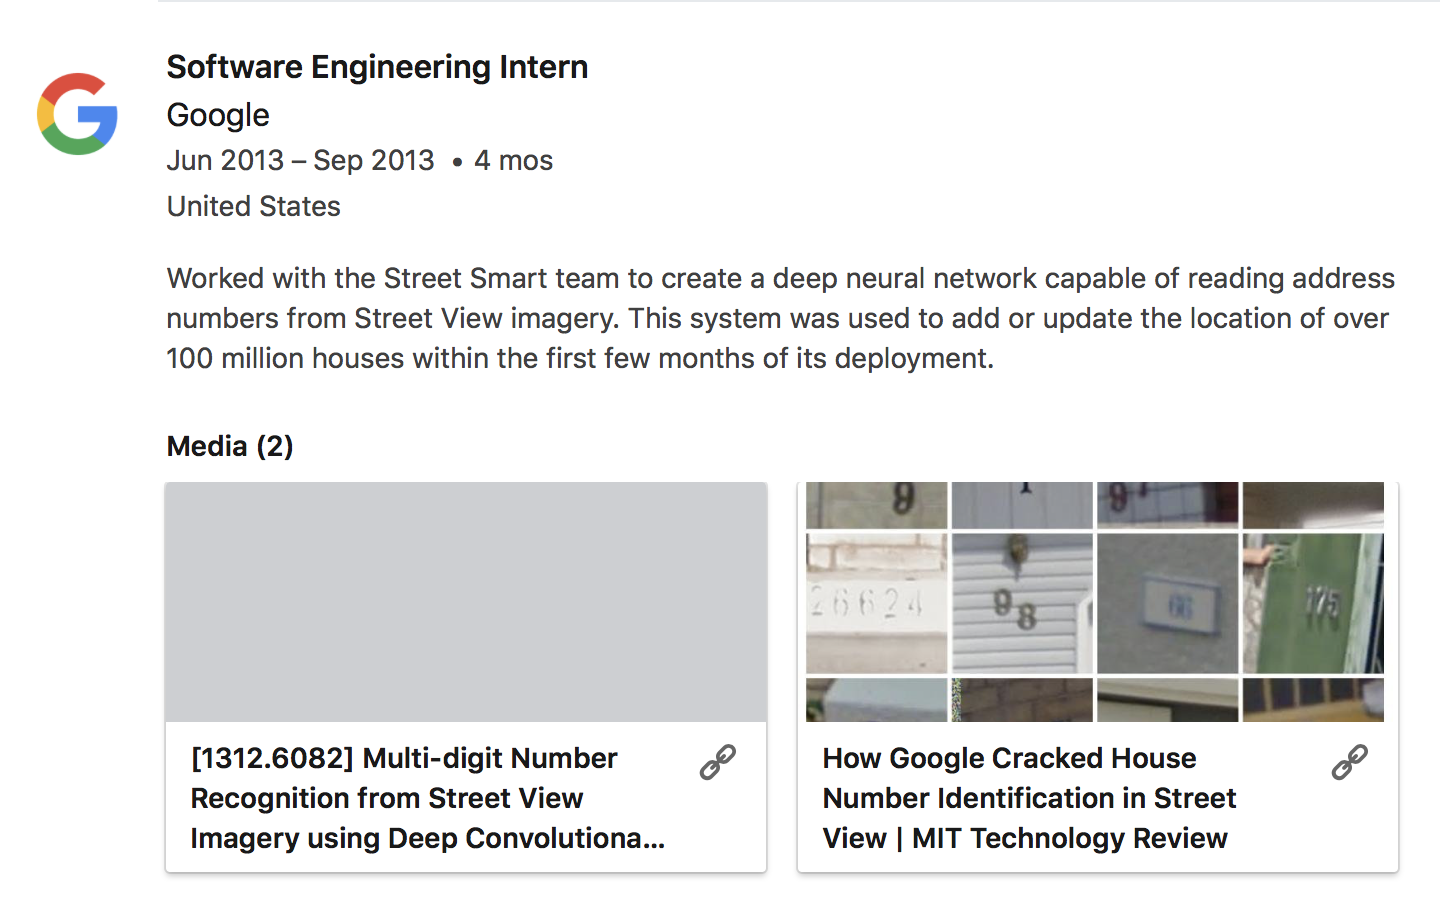 Software Engineering Intern
Google
Jun 2013 – Sep 2013 • 4 mos
United States
Worked with the Street Smart team to create a deep neural network capable of reading address
numbers from Street View imagery. This system was used to add or update the location of over
100 million houses within the first few months of its deployment.
Media (2)
26624
98
66
175
[1312.6082] Multi-digit Number
Recognition from Street View
Imagery using Deep Convolutiona...
How Google Cracked House
Number Identification in Street
View | MIT Technology Review